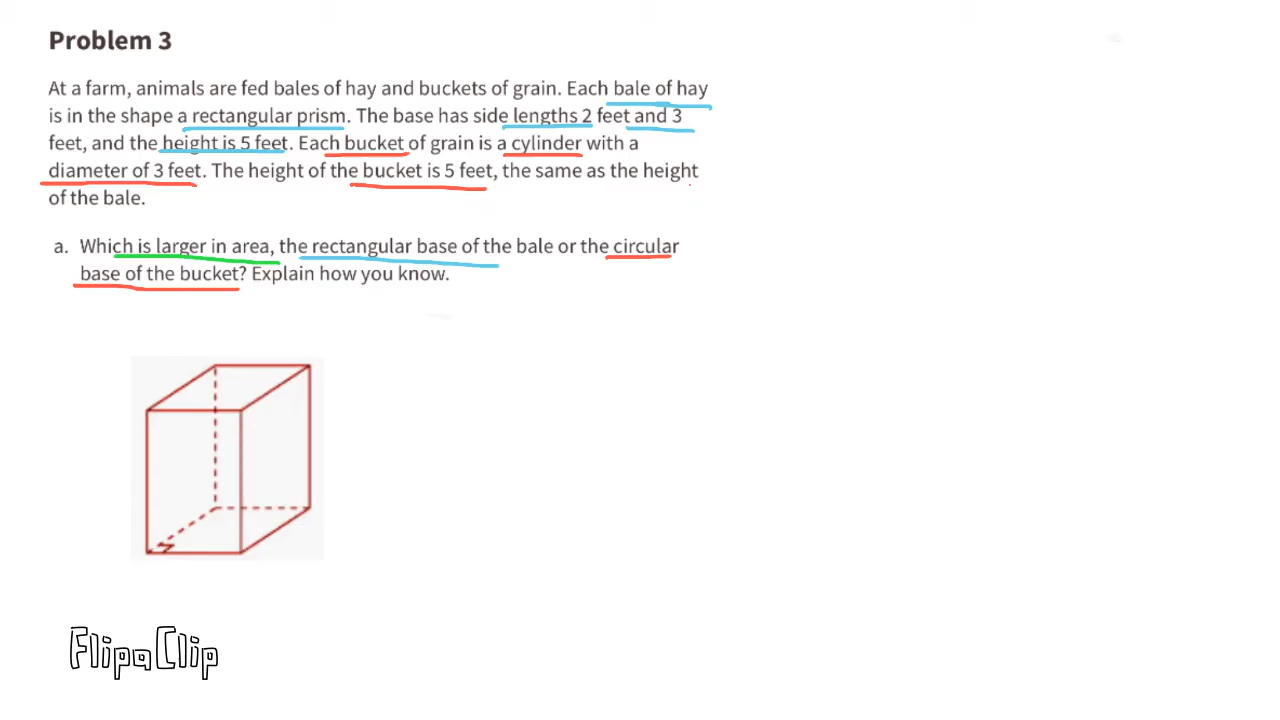 Problem 3
At a farm, animals are fed bales of hay and buckets of grain. Each bale of hay
is in the shape a rectangular prism. The base has side lengths 2 feet and 3
feet, and the height is 5 feet. Each bucket of grain is a cylinder with a
diameter of 3 feet. The height of the bucket is 5 feet, the same as the height
of the bale.
a. Which is larger in area, the rectangular base of the bale or the circular
base of the bucket? Explain how you know.
FlipaClip